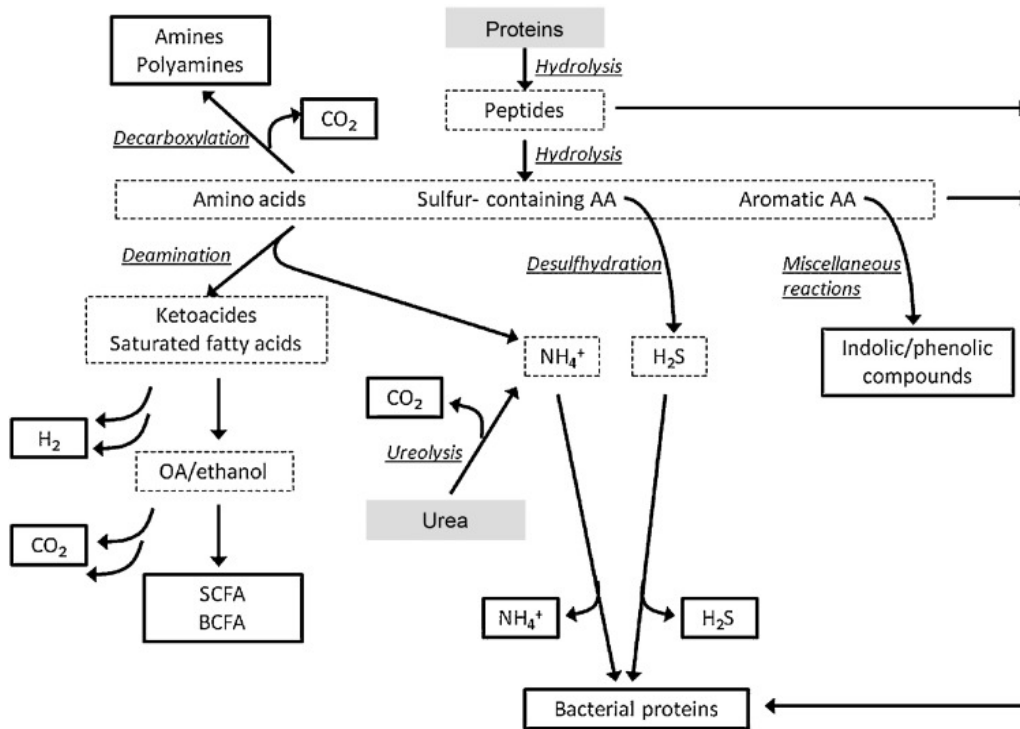 Proteins
Amines
Polyamines
Hydrolysis
CO₂
Peptides
Decarboxylation
Hydrolysis
Amino acids
Sulfur- containing AA
Aromatic AA
Deamination
Desulfhydration
Miscellaneous
reactions
Ketoacides
Saturated fatty acids
NH₄⁺
H₂S
Indolic/phenolic
compounds
CO₂
H₂
Ureolysis
OA/ethanol
Urea
CO₂
SCFA
BCFA
NH₄⁺
H₂S
Bacterial proteins